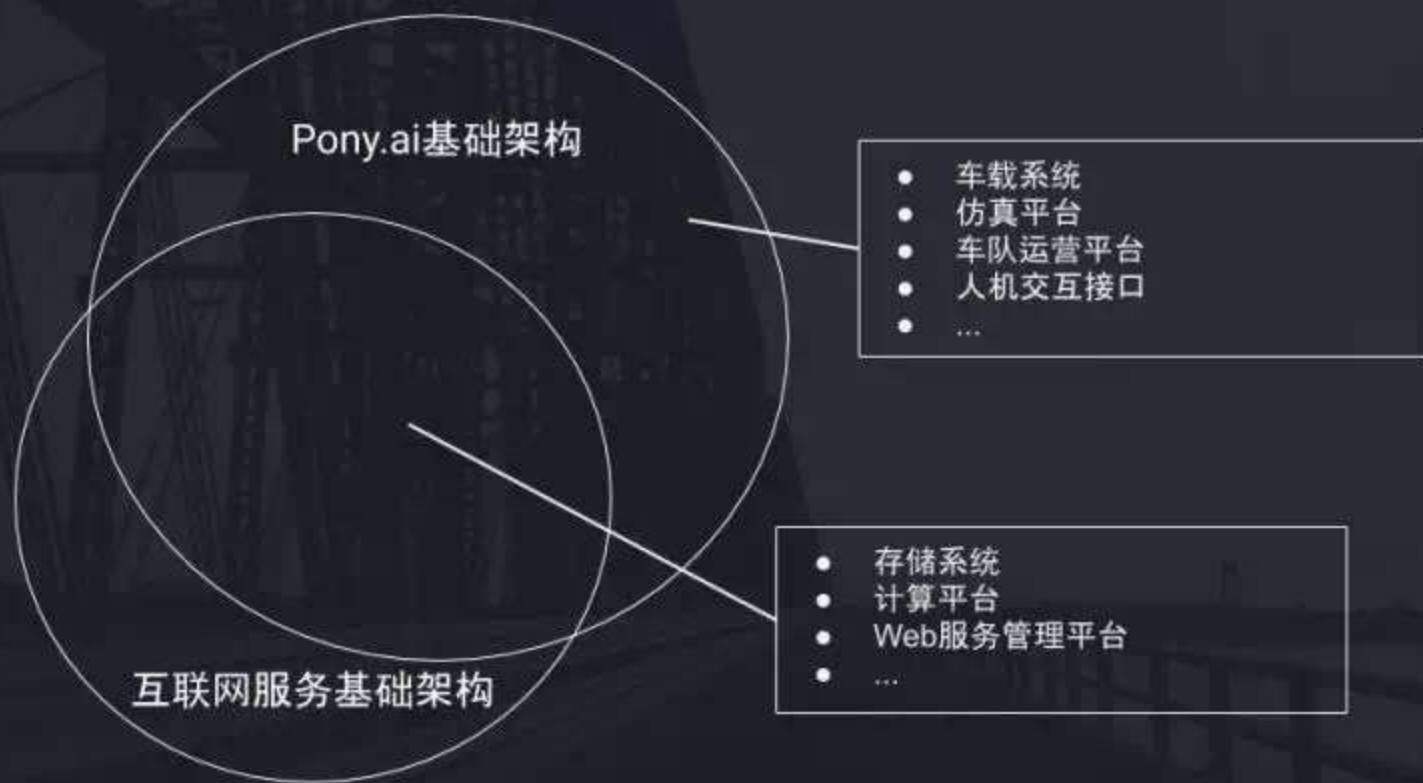 Pony.ai基础架构
● 车载系统
● 仿真平台
● 车队运营平台
● 人机交互接口
● ...
● 存储系统
● 计算平台
● Web服务管理平台
● ...
互联网服务基础架构